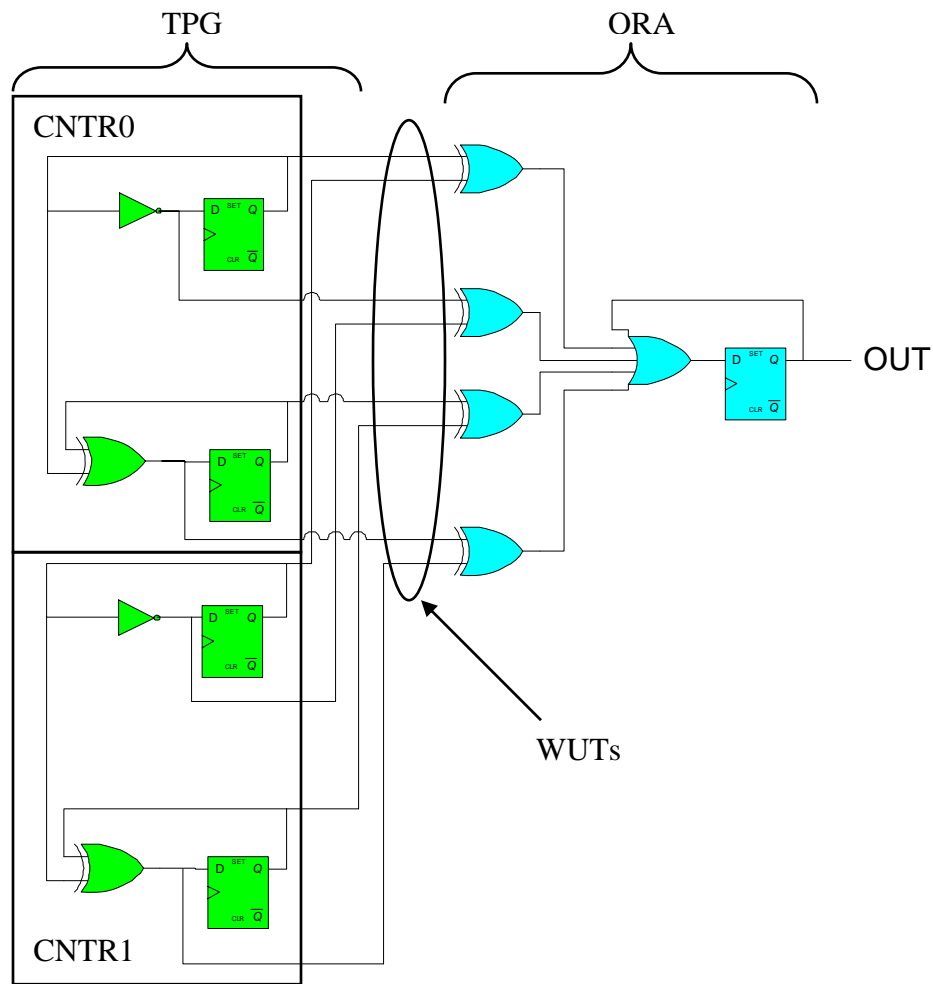 TPG
ORA
CNTR0
D SET Q
CLR Q
D SET Q
CLR Q
D SET Q
CLR Q
OUT
D SET Q
CLR Q
WUTs
D SET Q
CLR Q
CNTR1